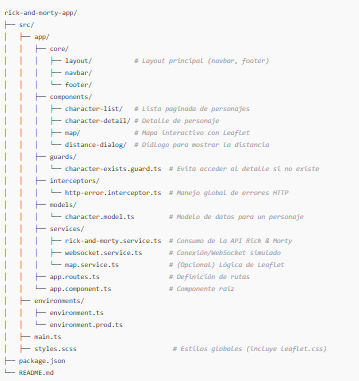 rick-and-morty-app/
├── src/
│   ├── app/
│   │   ├── core/
│   │   │   ├── layout/          # Layout principal (navbar, footer)
│   │   │   ├── navbar/
│   │   │   └── footer/
│   │   ├── components/
│   │   │   ├── character-list/   # Lista paginada de personajes
│   │   │   ├── character-detail/ # Detalle de personaje
│   │   │   ├── map/              # Mapa interactivo con Leaflet
│   │   │   └── distance-dialog/  # Diálogo para mostrar la distancia
│   │   ├── guards/
│   │   │   └── character-exists.guard.ts  # Evita acceder al detalle si no existe
│   │   ├── interceptors/
│   │   │   └── http-error.interceptor.ts  # Manejo global de errores HTTP
│   │   ├── models/
│   │   │   └── character.model.ts         # Modelo de datos para un personaje
│   │   ├── services/
│   │   │   ├── rick-and-morty.service.ts  # Consumo de la API Rick & Morty
│   │   │   ├── websocket.service.ts       # Conexión/WebSocket simulado
│   │   │   └── map.service.ts             # (Opcional) Lógica de Leaflet
│   │   ├── app.routes.ts                  # Definición de rutas
│   │   └── app.component.ts               # Componente raíz
│   ├── environments/
│   │   ├── environment.ts
│   │   └── environment.prod.ts
│   ├── main.ts
│   ├── styles.scss                         # Estilos globales (incluye Leaflet.css)
├── package.json
└── README.md